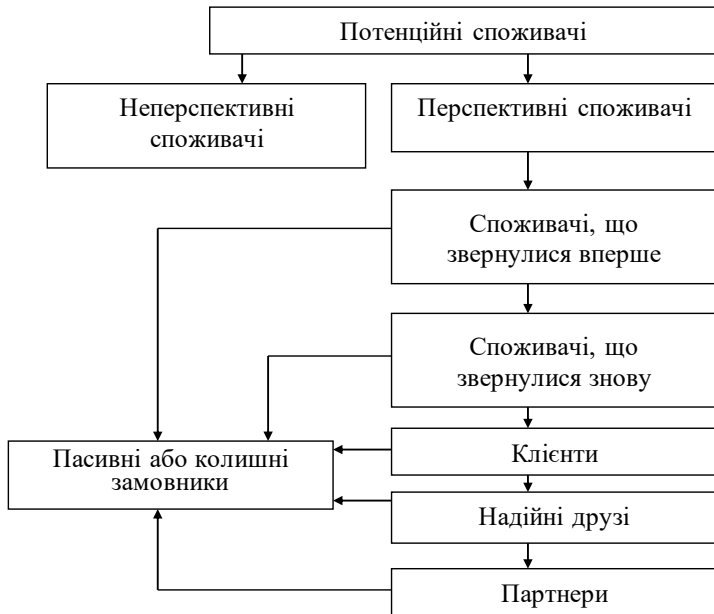 Потенційні споживачі
Неперспективні
споживачі
Перспективні споживачі
Споживачі, що
звернулися вперше
Споживачі, що
звернулися знову
Пасивні або колишні
замовники
Клієнти
Надійні друзі
Партнери